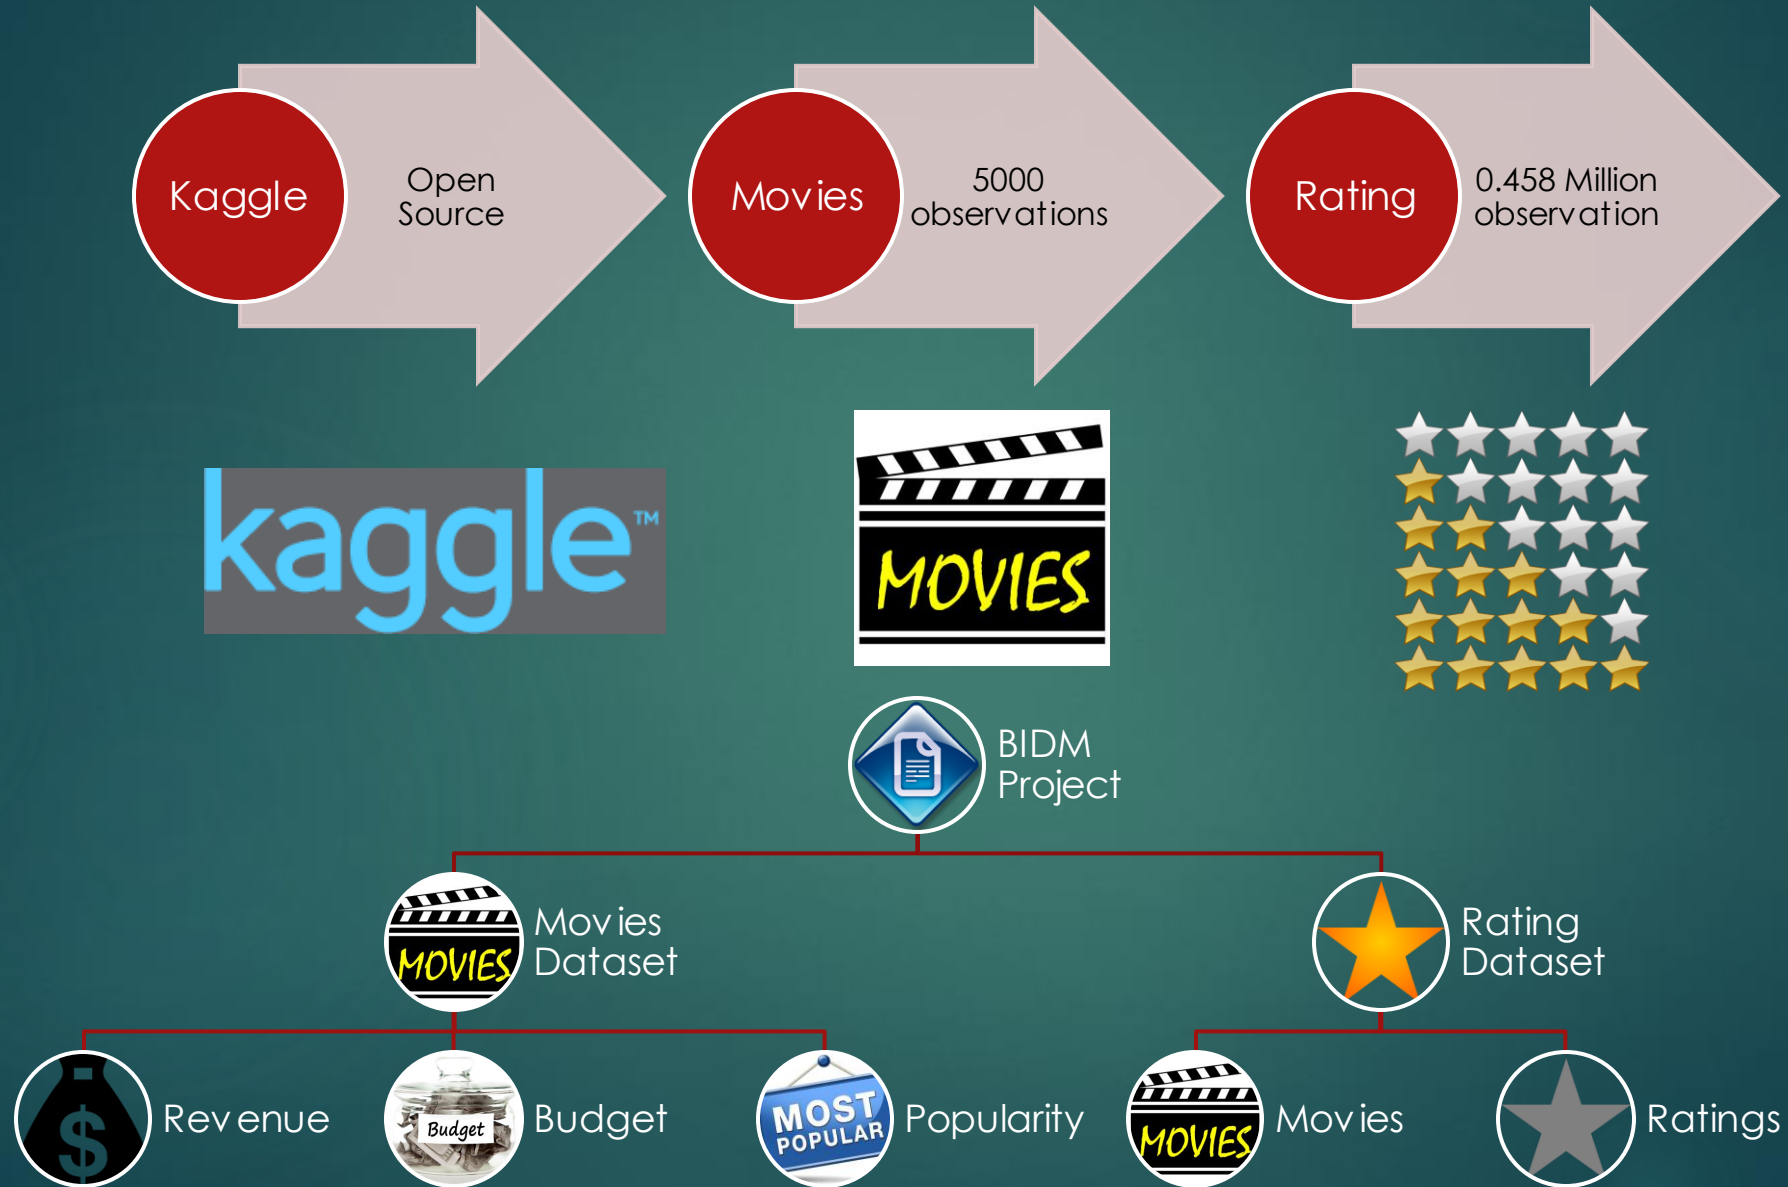 Kaggle
Open
Source
Movies
5000
observations
Rating
0.458 Million
observation
kaggle™
MOVIES
BIDM
Project
MOVIES
Movies
Dataset
Rating
Dataset
$
Revenue
Budget
Budget
MOST
POPULAR
Popularity
MOVIES
Movies
Ratings